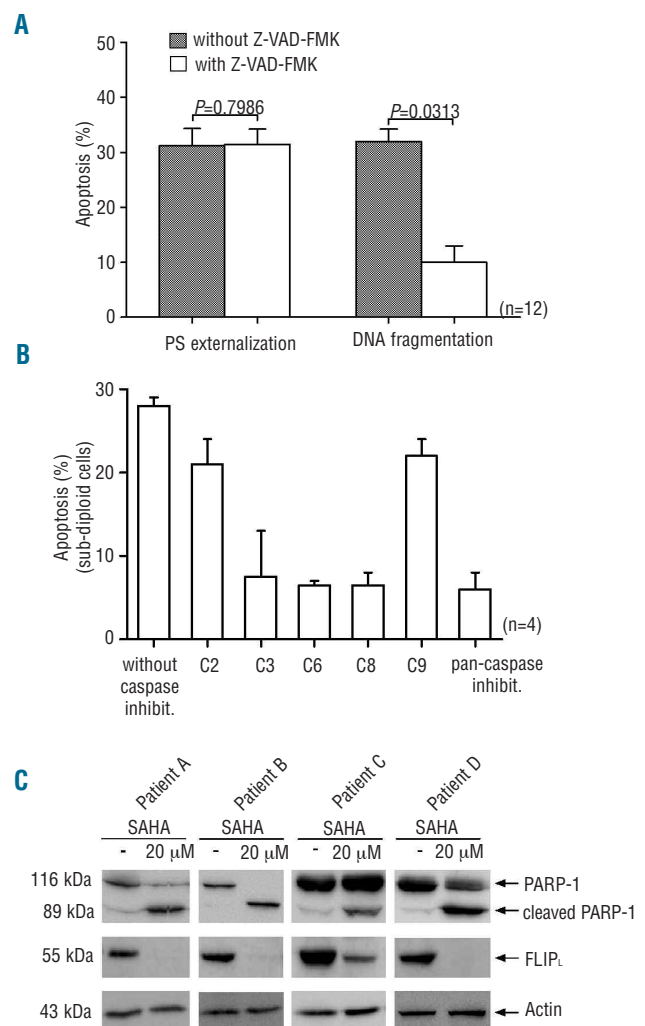 A
50
40
30
20
10
0
Apoptosis (%)
without Z-VAD-FMK
with Z-VAD-FMK
P=0.7986
P=0.0313
(n=12)
PS externalization
DNA fragmentation
B
30
20
10
0
Apoptosis (%)
(sub-diploid cells)
(n=4)
without
caspase
inhibit.
C2
C3
C6
C8
C9
pan-caspase
inhibit.
C
Patient A
Patient B
Patient C
Patient D
SAHA
SAHA
SAHA
SAHA
- 20 µM
- 20 µM
- 20 µM
- 20 µM
116 kDa
PARP-1
89 kDa
cleaved PARP-1
55 kDa
FLIPL
43 kDa
Actin